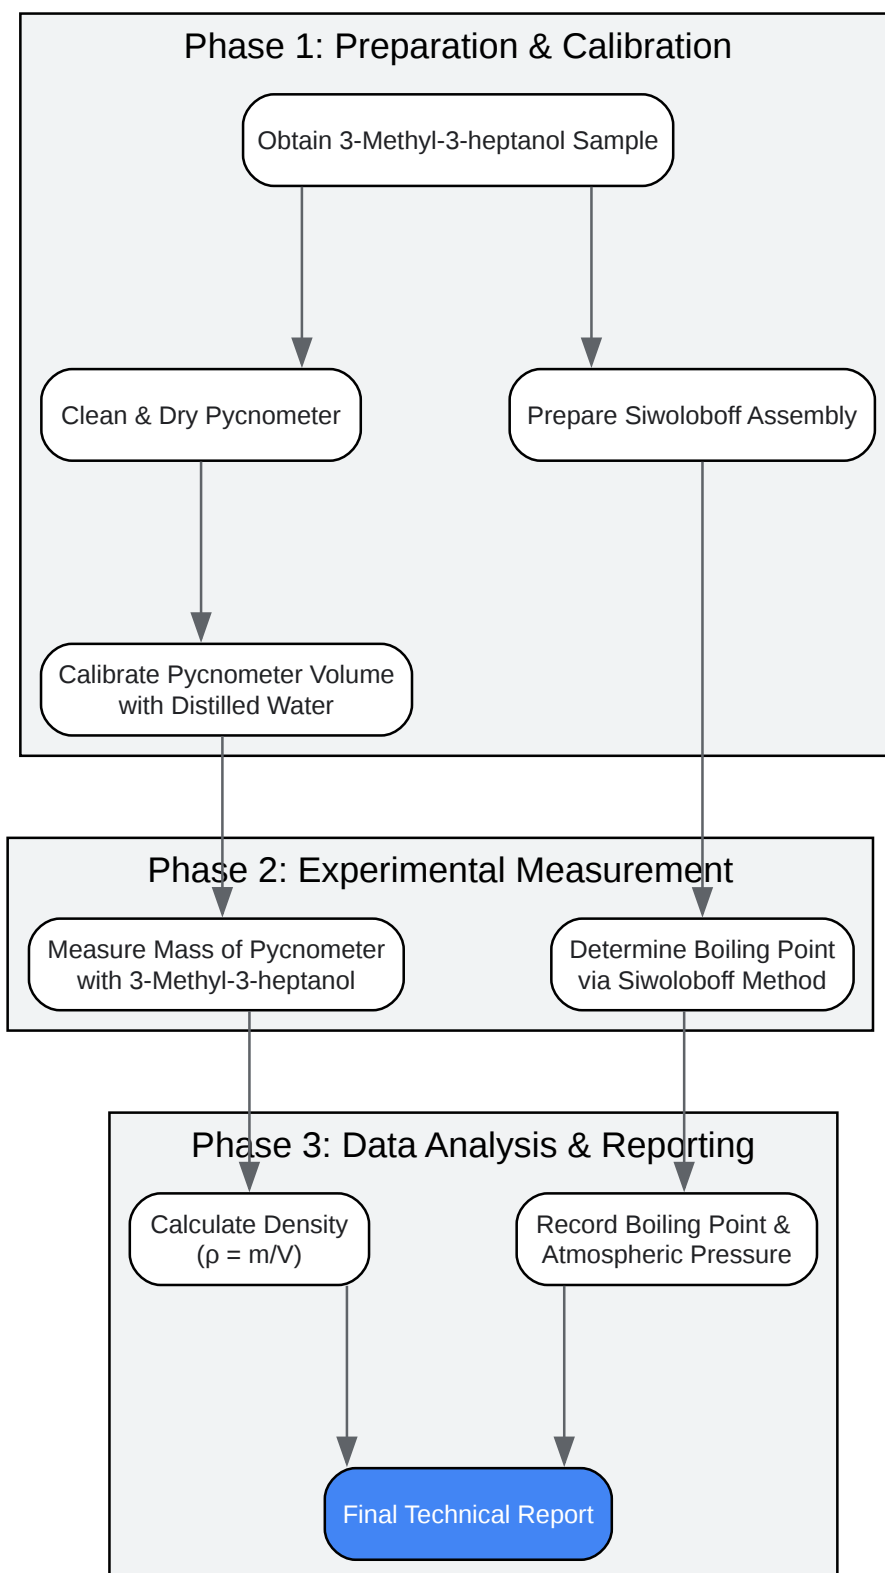 Phase 1: Preparation & Calibration
Obtain 3-Methyl-3-heptanol Sample
Clean & Dry Pycnometer
Prepare Siwoloboff Assembly
Calibrate Pycnometer Volume
with Distilled Water
Phase 2: Experimental Measurement
Measure Mass of Pycnometer
with 3-Methyl-3-heptanol
Determine Boiling Point
via Siwoloboff Method
Phase 3: Data Analysis & Reporting
Calculate Density
(ρ = m/V)
Record Boiling Point &
Atmospheric Pressure
Final Technical Report